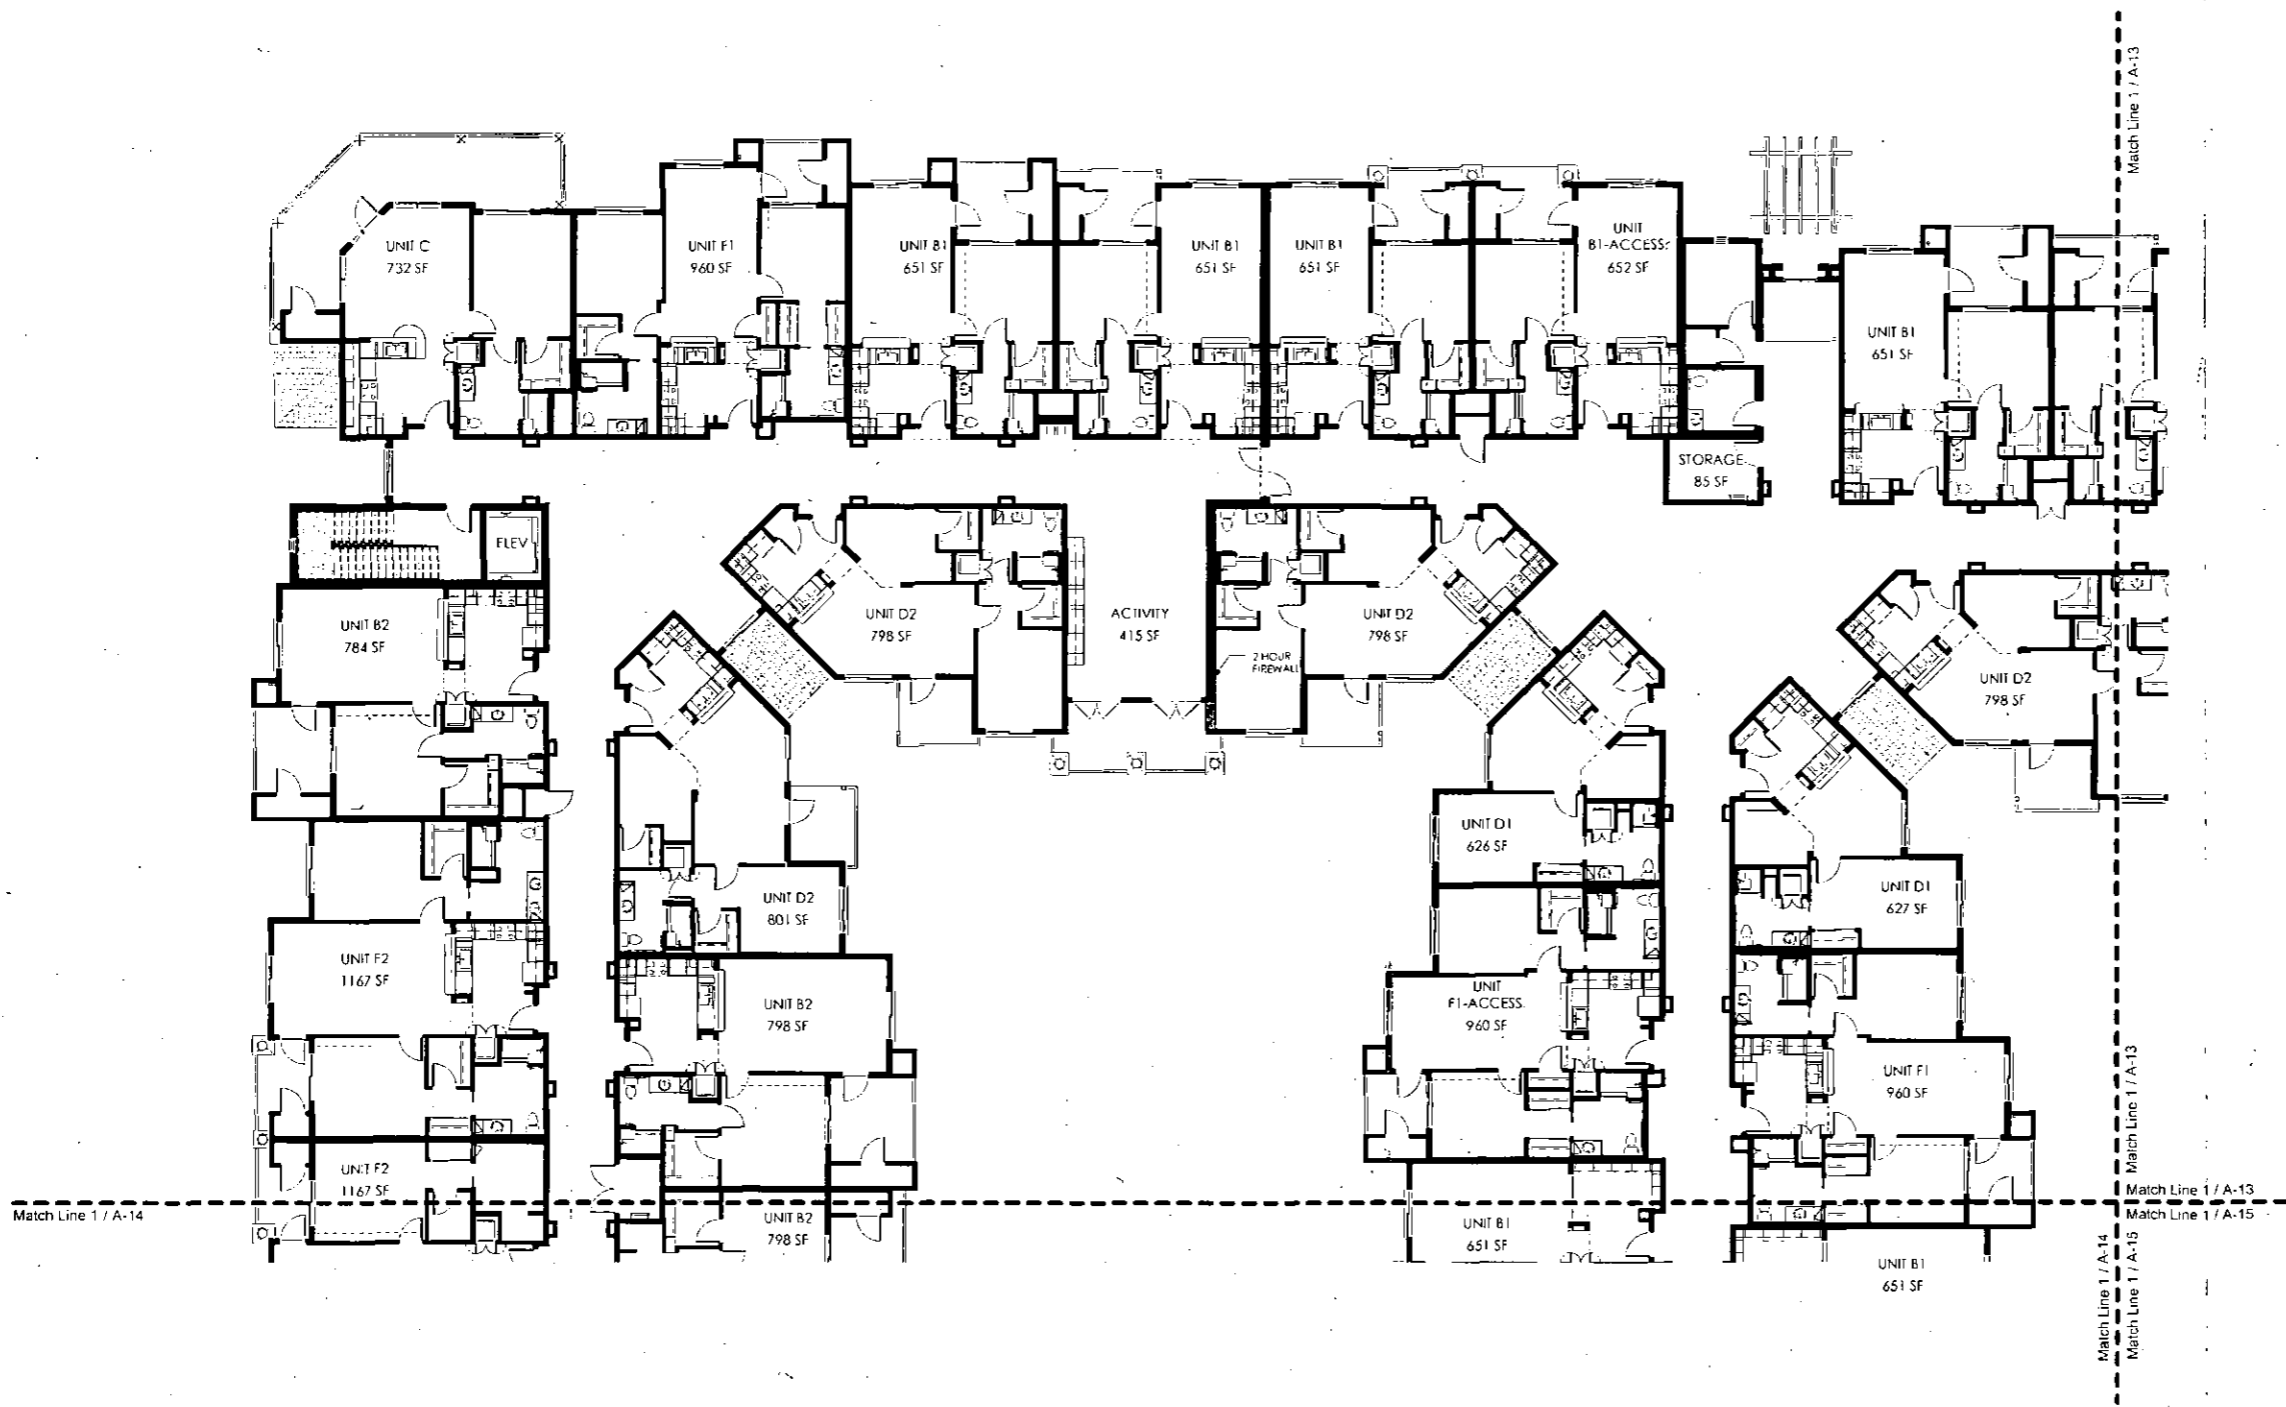 Match Line 1 / A-13
UNIT C
732 SF
UNIT F1
960 SF
UNIT B1
651 SF
UNIT B1
651 SF
UNIT B1
651 SF
UNIT
B1-ACCESS.
652 SF
UNIT B1
651 SF
STORAGE
85 SF
ELEV
UNIT B2
784 SF
UNIT D2
798 SF
ACTIVITY
415 SF
UNIT D2
798 SF
2 HOUR
FIREWALL
UNIT D2
798 SF
UNIT D1
626 SF
UNIT D2
801 SF
UNIT D1
627 SF
UNIT F2
1167 SF
UNIT B2
798 SF
UNIT
F1-ACCESS.
960 SF
UNIT F1
960 SF
Match Line 1 / A-13
UNIT F2
1167 SF
Match Line 1 / A-13
Match Line 1 / A-14
Match Line 1 / A-15
UNIT B2
798 SF
UNIT B1
651 SF
UNIT B1
651 SF
Match Line 1 / A-14
Match Line 1 / A-15